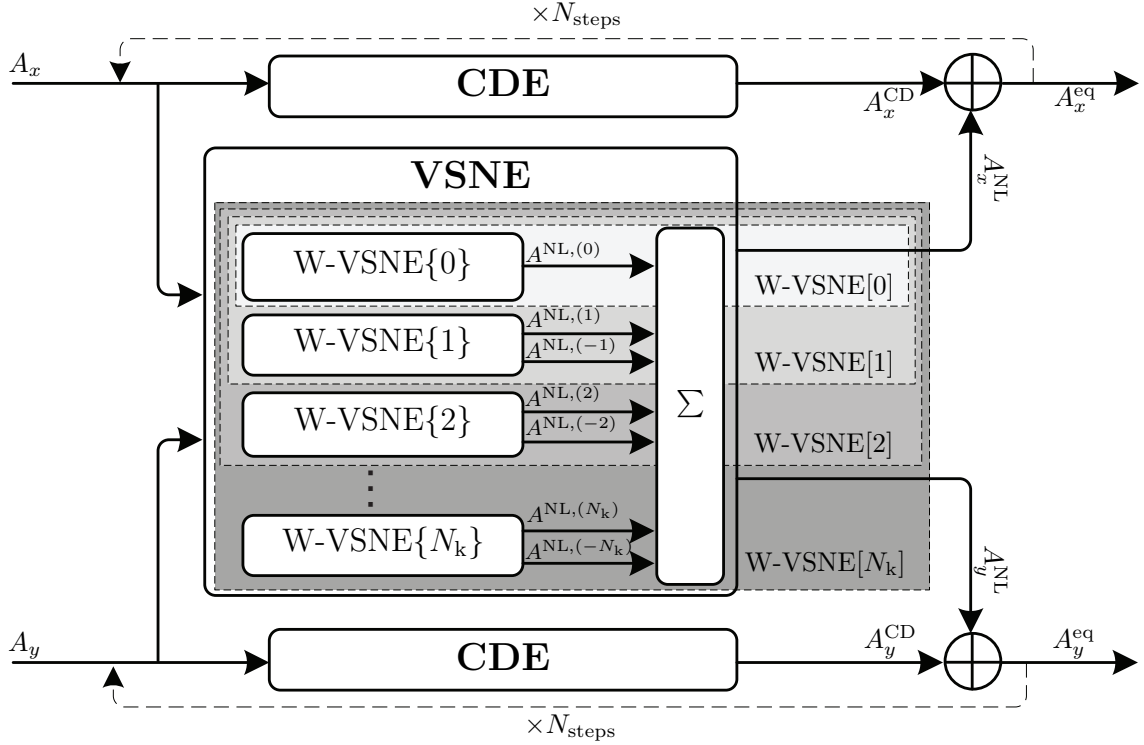 ×N_steps
A_x
CDE
A_x^CD
A_x^eq
VSNE
A_x^NL
W-VSNE{0}
A^NL,(0)
W-VSNE[0]
W-VSNE{1}
A^NL,(1)
A^NL,(−1)
W-VSNE[1]
W-VSNE{2}
A^NL,(2)
A^NL,(−2)
Σ
W-VSNE[2]
⋮
W-VSNE{N_k}
A^NL,(N_k)
A^NL,(−N_k)
W-VSNE[N_k]
A_y^NL
A_y
CDE
A_y^CD
A_y^eq
×N_steps